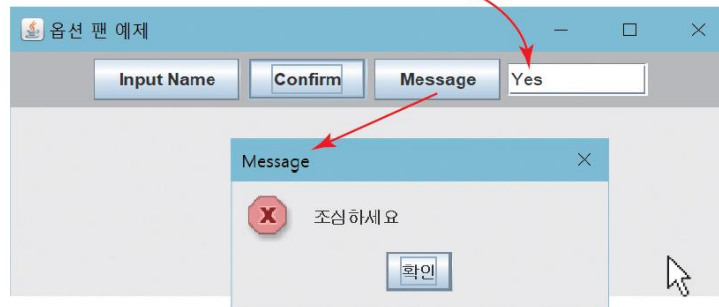 옵션 팬 예제
Input Name Confirm Message Yes
Message
조심하세요
확인